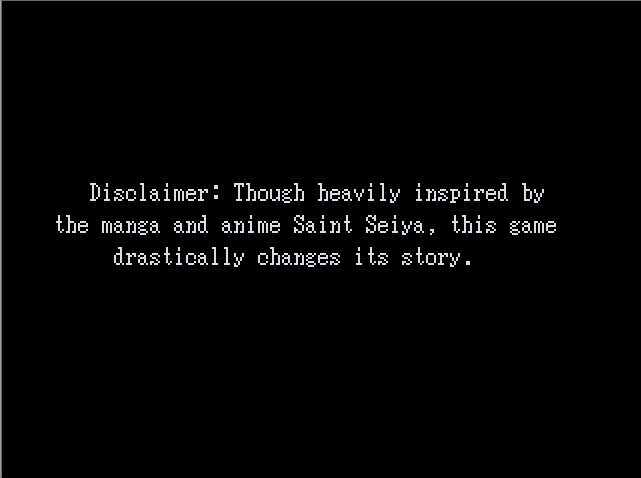 Disclaimer: Though heavily inspired by
the manga and anime Saint Seiya, this game
drastically changes its story.